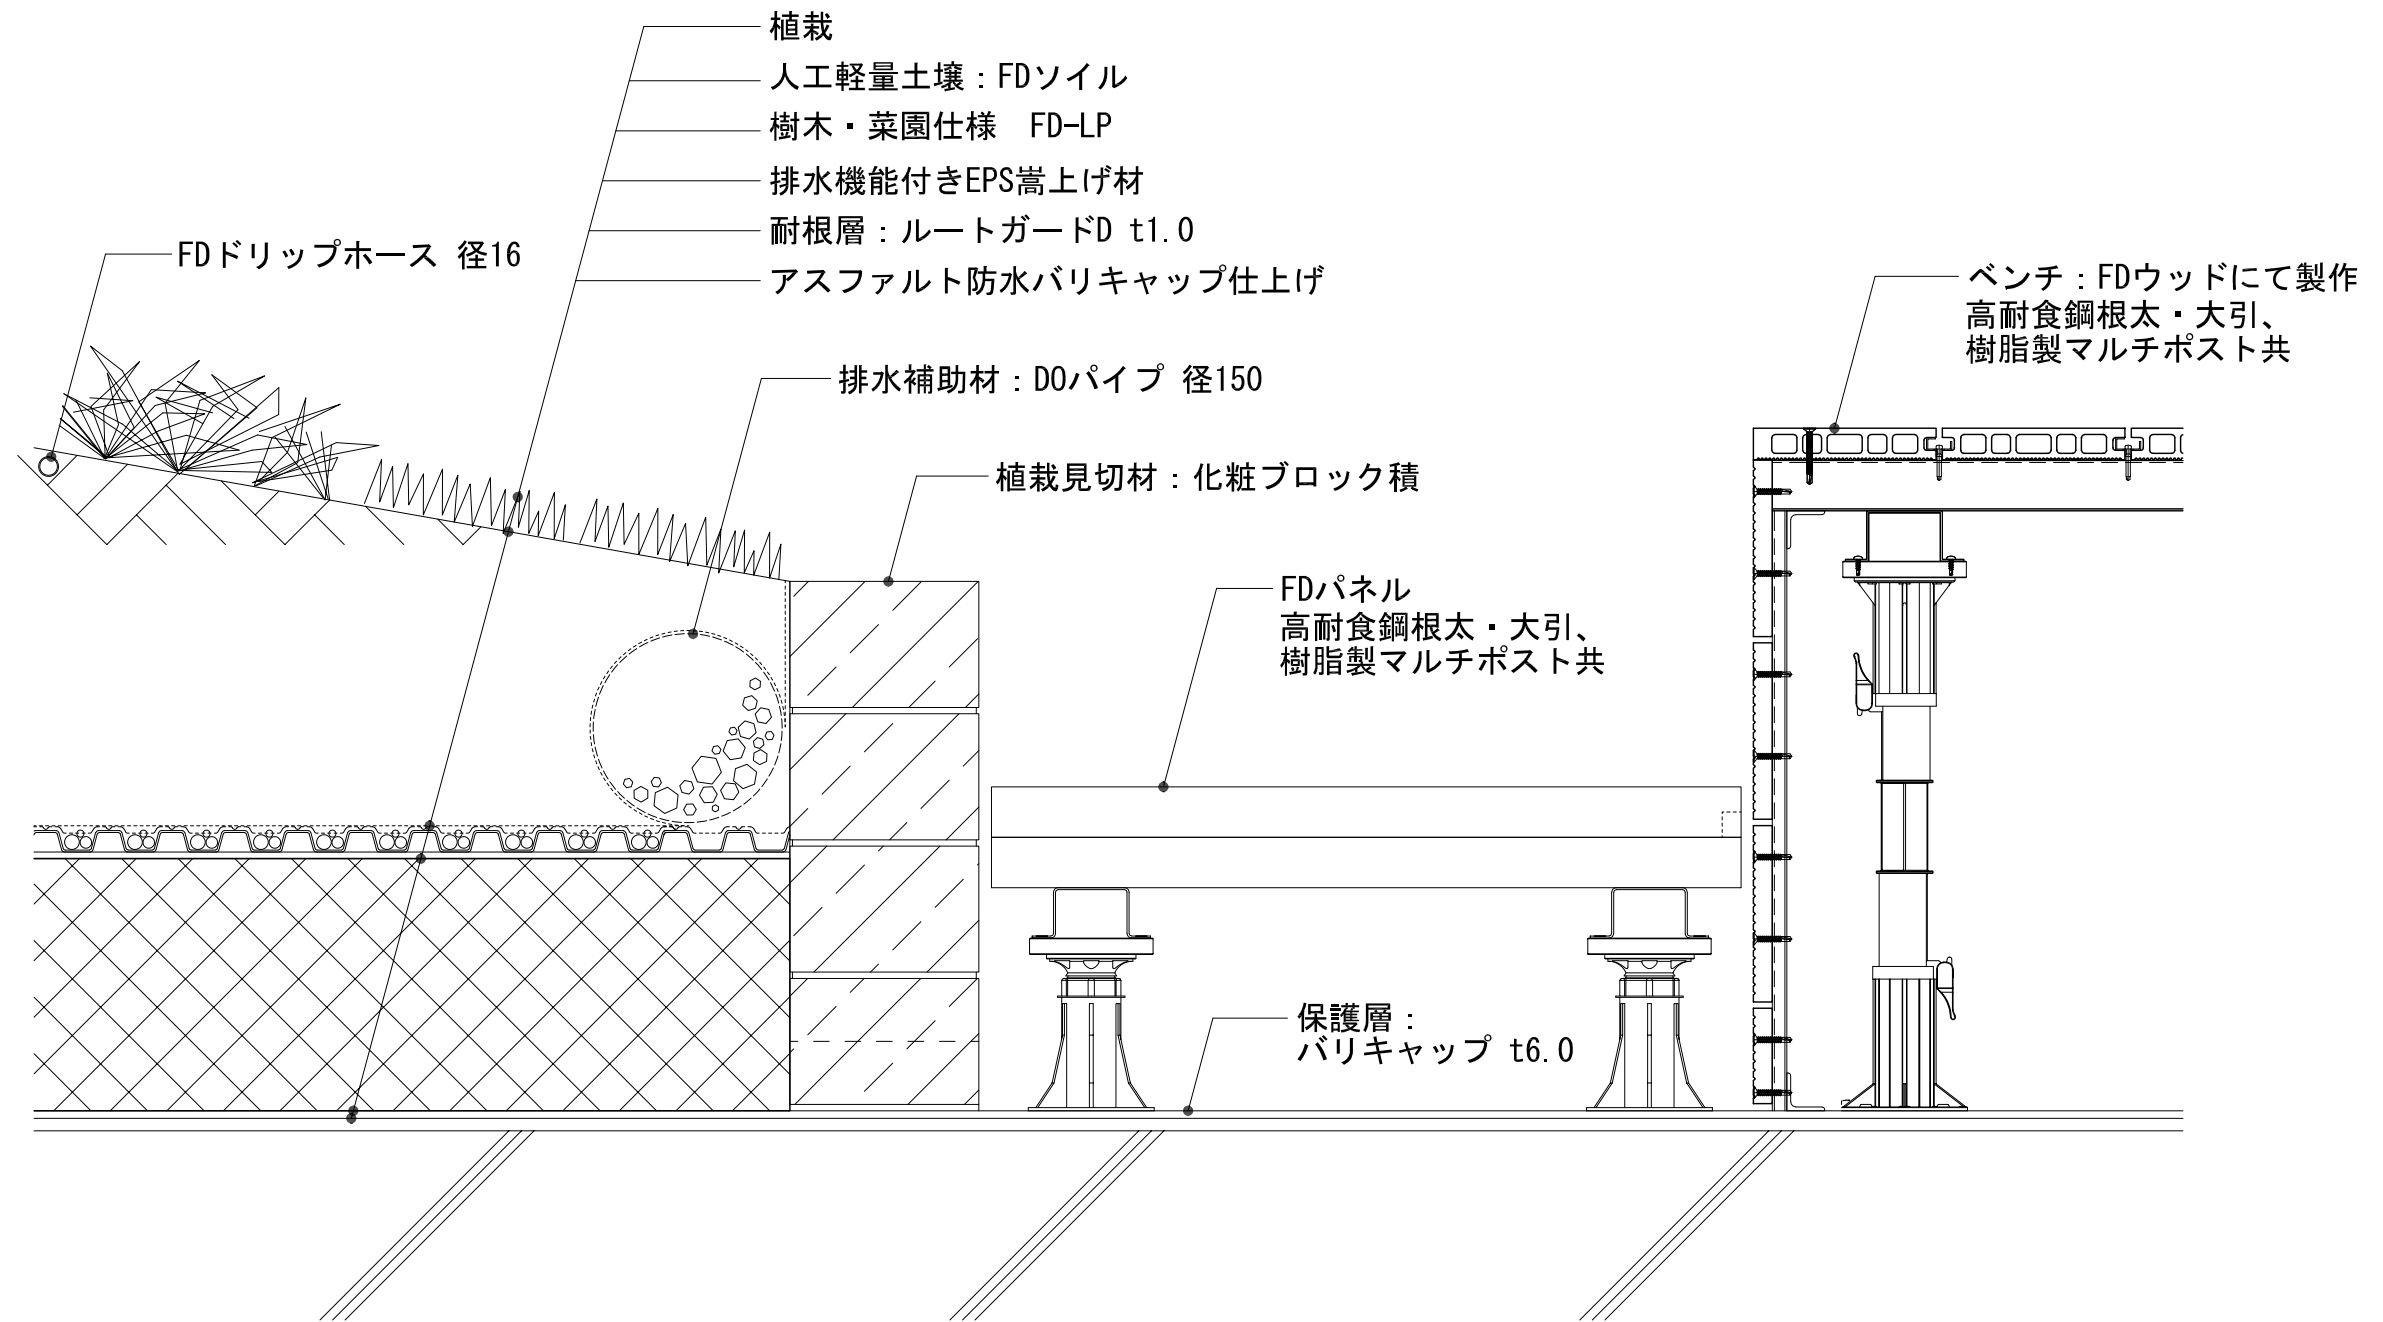 植栽
人工軽量土壌：FDソイル
樹木・菜園仕様　FD-LP
排水機能付きEPS嵩上げ材
耐根層：ルートガードD t1.0
アスファルト防水バリキャップ仕上げ
FDドリップホース 径16
ベンチ：FDウッドにて製作
高耐食鋼根太・大引、
樹脂製マルチポスト共
排水補助材：DOパイプ 径150
植栽見切材：化粧ブロック積
FDパネル
高耐食鋼根太・大引、
樹脂製マルチポスト共
保護層：
バリキャップ t6.0